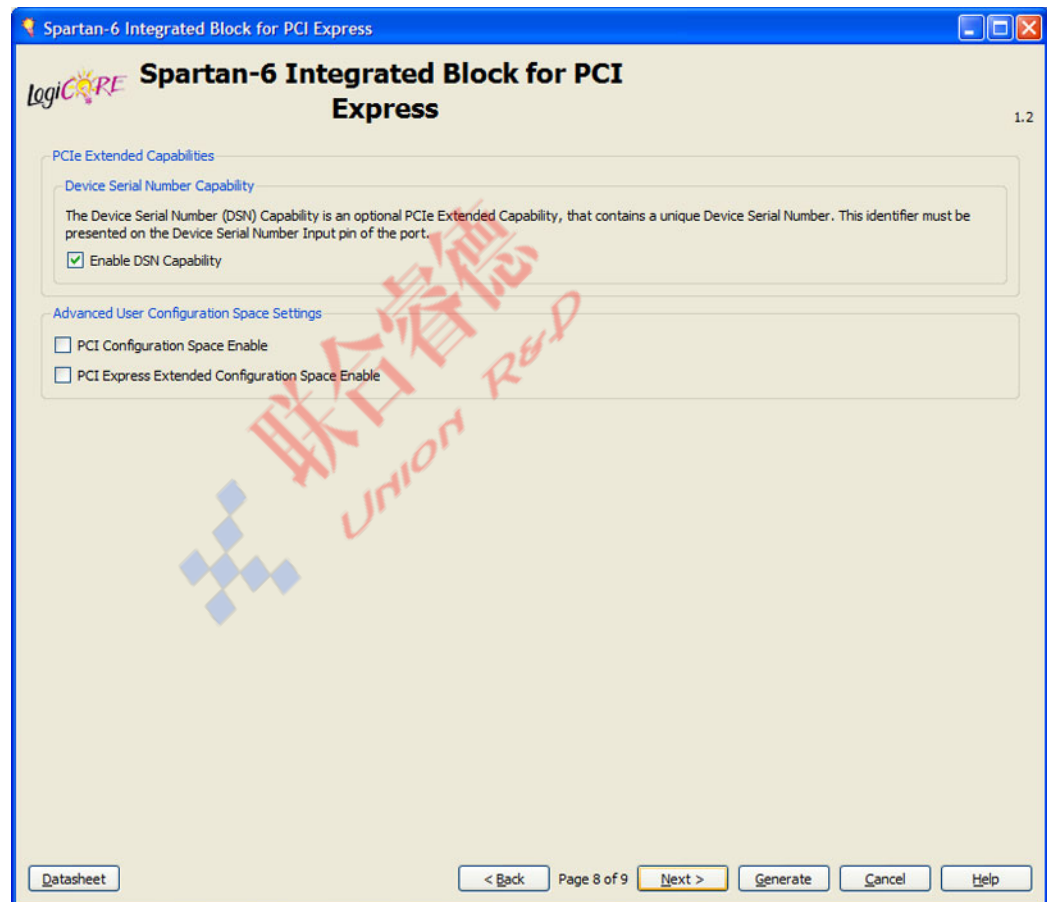 Spartan-6 Integrated Block for PCI Express
LogiCORE
Spartan-6 Integrated Block for PCI
Express
1.2
PCIe Extended Capabilities
Device Serial Number Capability
The Device Serial Number (DSN) Capability is an optional PCIe Extended Capability, that contains a unique Device Serial Number. This identifier must be
presented on the Device Serial Number Input pin of the port.
Enable DSN Capability
Advanced User Configuration Space Settings
PCI Configuration Space Enable
PCI Express Extended Configuration Space Enable
联合睿德
UNION R&D
Datasheet
< Back
Page 8 of 9
Next >
Generate
Cancel
Help